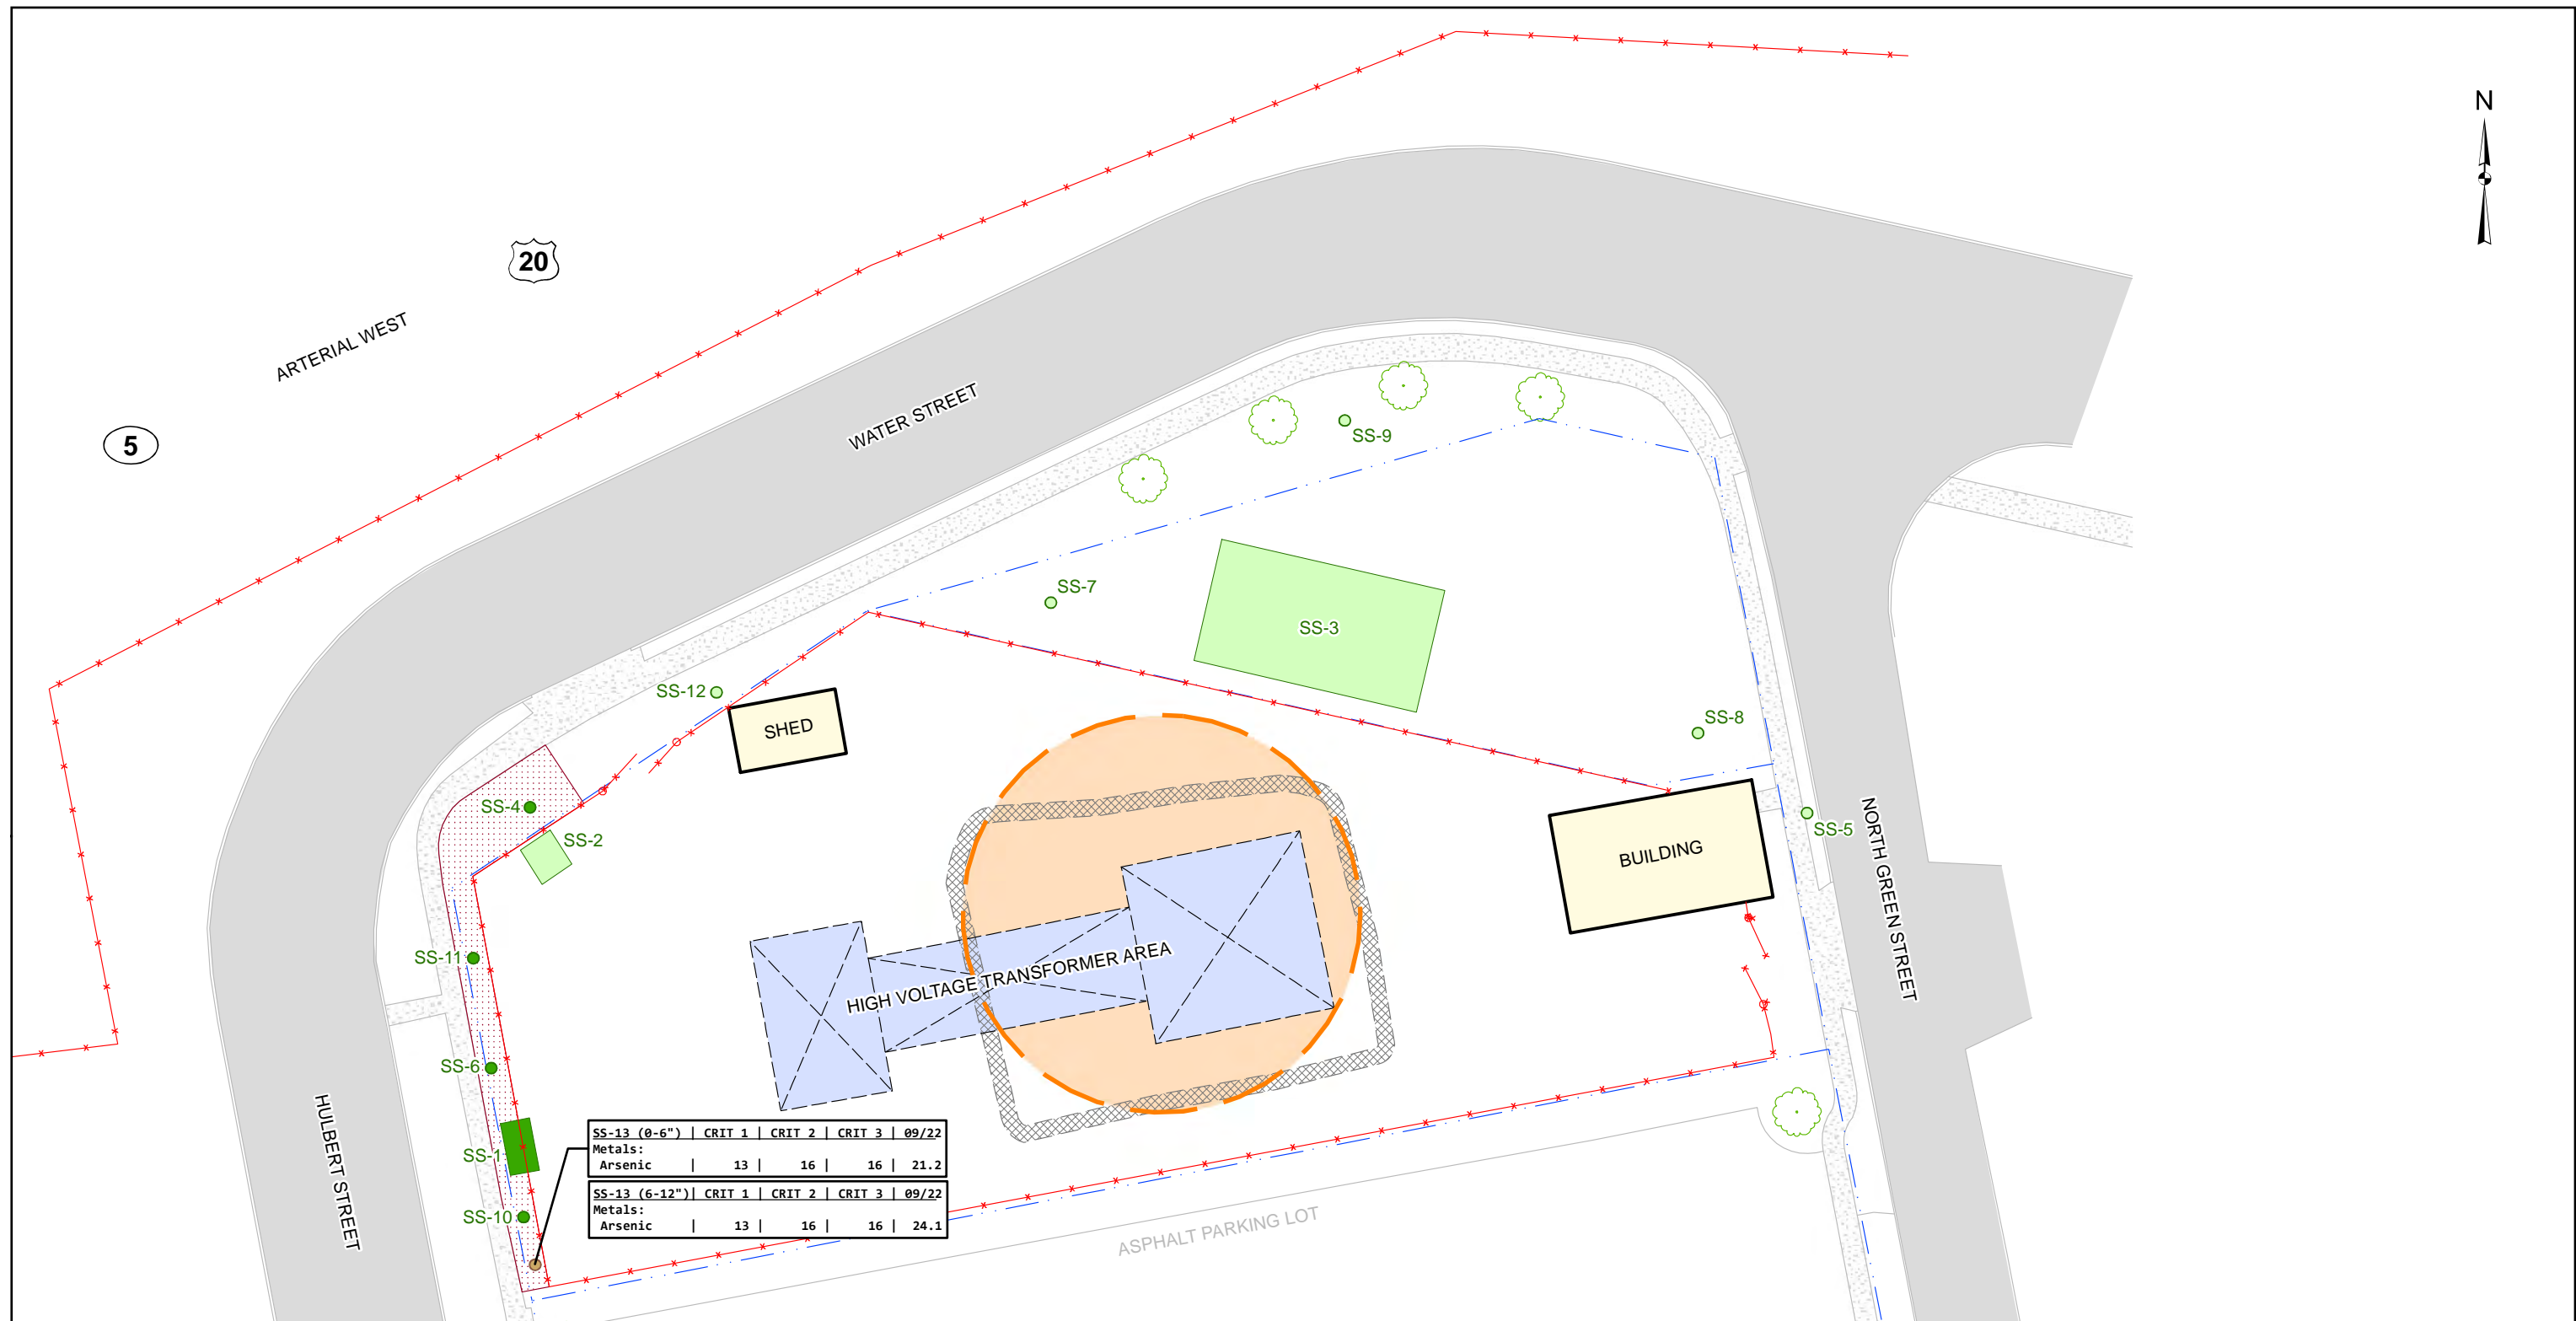 N
20
ARTERIAL WEST
5
WATER STREET
SS-9
SS-7
SS-3
SS-12
SHED
SS-8
SS-4
SS-2
SS-5
BUILDING
NORTH GREEN STREET
SS-11
HIGH VOLTAGE TRANSFORMER AREA
SS-6
HULBERT STREET
SS-1
SS-13 (0-6") | CRIT 1 | CRIT 2 | CRIT 3 | 09/22
Metals:
Arsenic | 13 | 16 | 16 | 21.2
SS-13 (6-12")| CRIT 1 | CRIT 2 | CRIT 3 | 09/22
Metals:
Arsenic | 13 | 16 | 16 | 24.1
SS-10
ASPHALT PARKING LOT